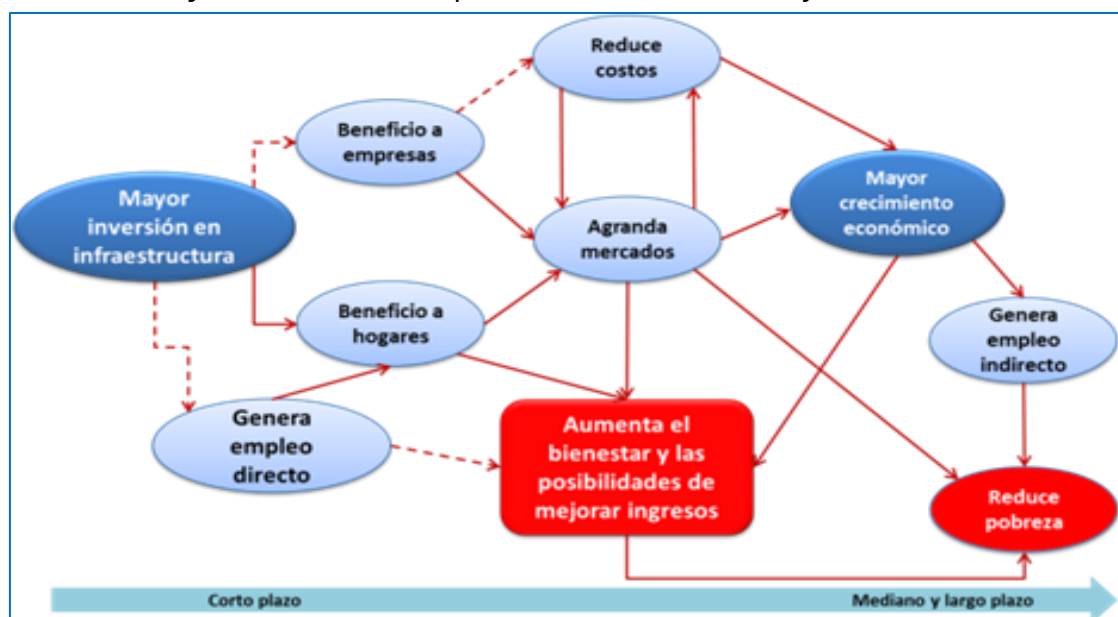 Reduce
costos
Beneficio a
empresas
Mayor
inversión en
infraestructura
Mayor
crecimiento
económico
Agranda
mercados
Beneficio a
hogares
Genera
empleo
indirecto
Genera
empleo
directo
Aumenta el
bienestar y las
posibilidades de
mejorar ingresos
Reduce
pobreza
Corto plazo
Mediano y largo plazo